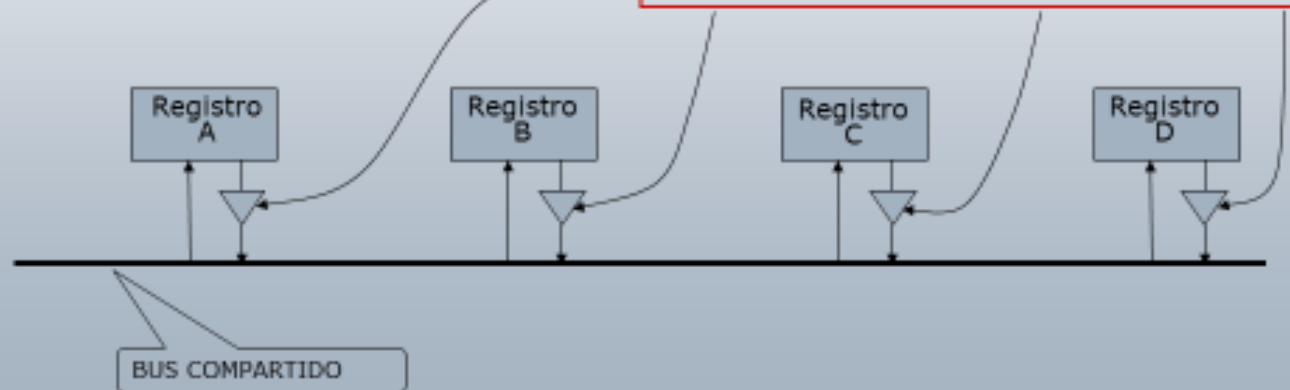 Registro
A
Registro
B
Registro
C
Registro
D
BUS COMPARTIDO